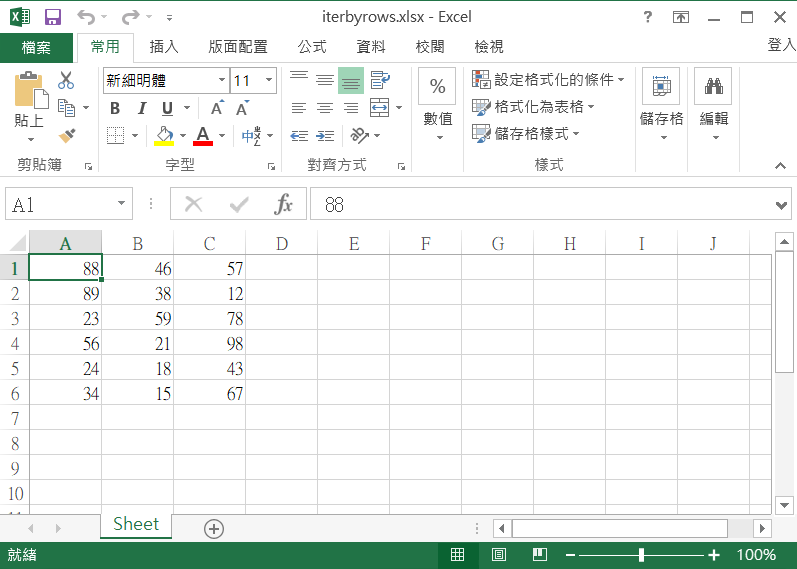 iterbyrows.xlsx - Excel
檔案 常用 插入 版面配置 公式 資料 校閱 檢視 登入
貼上
新細明體 11
B I U A A
A 中
% 數值
設定格式化的條件
格式化為表格
儲存格樣式
儲存格
編輯
剪貼簿 字型 對齊方式 樣式
A1 fx 88
A B C D E F G H I J
1 88 46 57
2 89 38 12
3 23 59 78
4 56 21 98
5 24 18 43
6 34 15 67
7
8
9
10
Sheet
就緒 100%